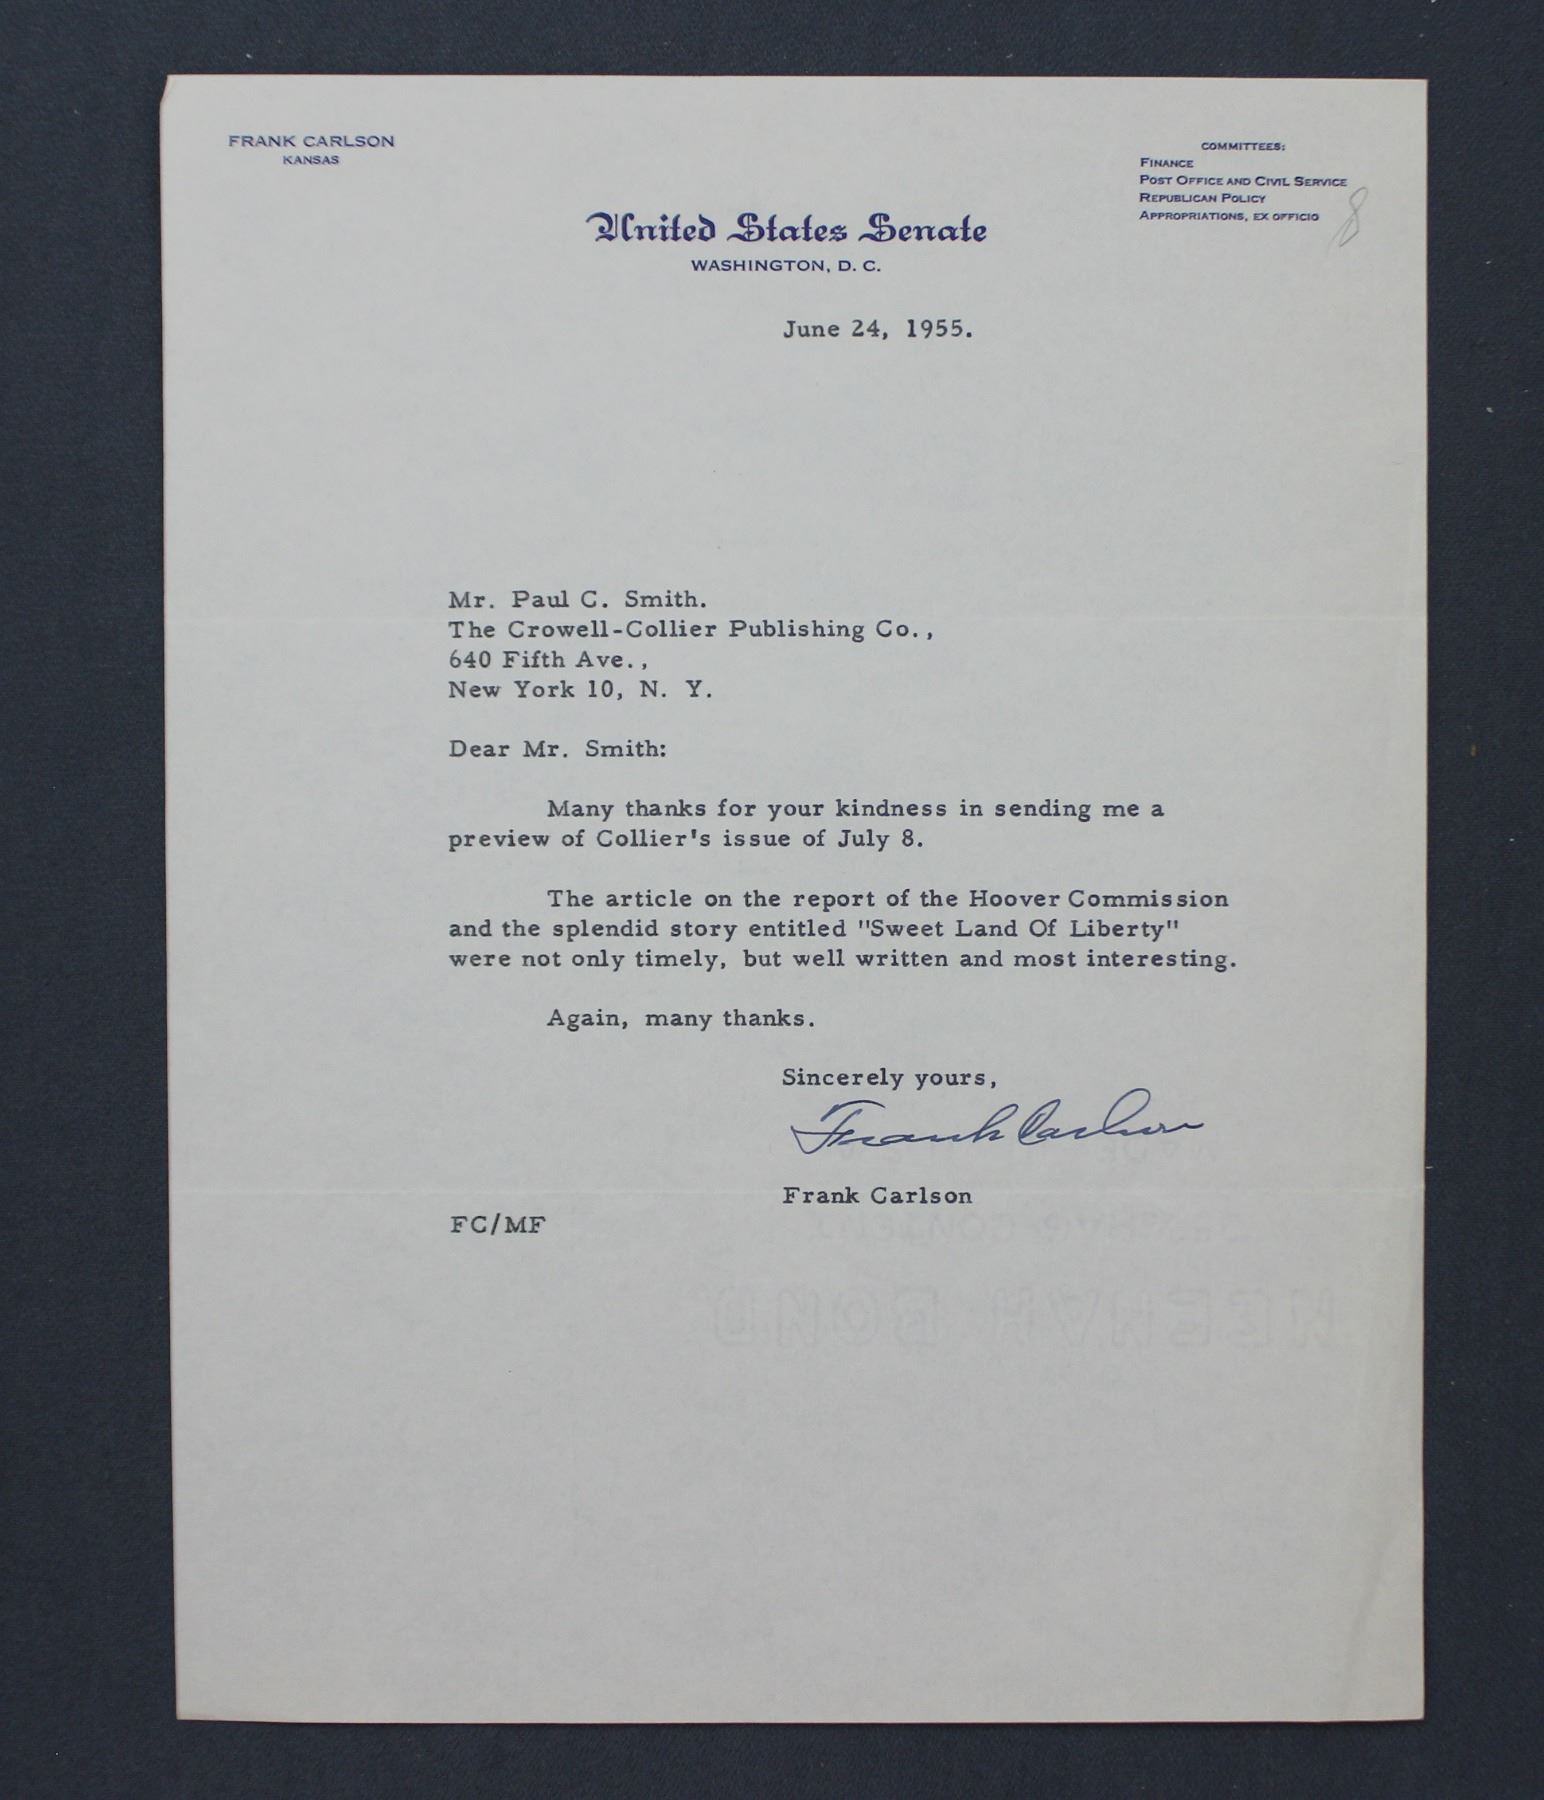 FRANK CARLSON
KANSAS
COMMITTEES:
FINANCE
POST OFFICE AND CIVIL SERVICE
REPUBLICAN POLICY
APPROPRIATIONS, EX OFFICIO
8
United States Senate
WASHINGTON, D. C.
June 24, 1955.
Mr. Paul C. Smith.
The Crowell-Collier Publishing Co.,
640 Fifth Ave.,
New York 10, N. Y.
Dear Mr. Smith:
Many thanks for your kindness in sending me a
preview of Collier's issue of July 8.
The article on the report of the Hoover Commission
and the splendid story entitled "Sweet Land Of Liberty"
were not only timely, but well written and most interesting.
Again, many thanks.
Sincerely yours,
Frank Carlson
Frank Carlson
FC/MF